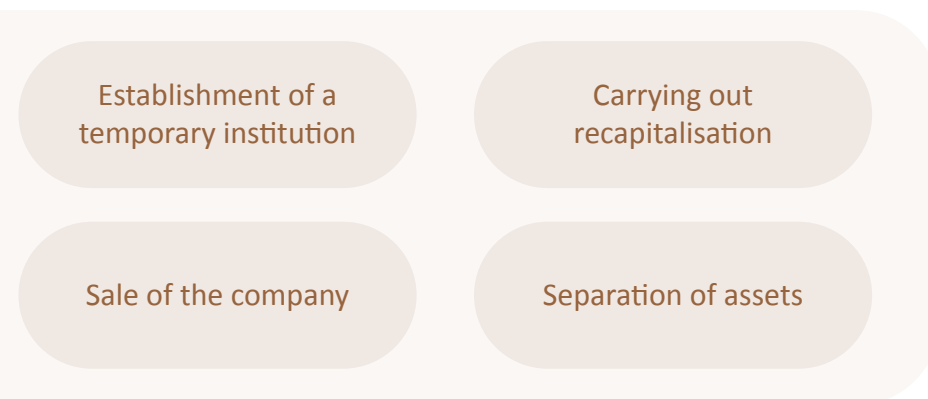 Establishment of a
temporary institution
Carrying out
recapitalisation
Sale of the company
Separation of assets